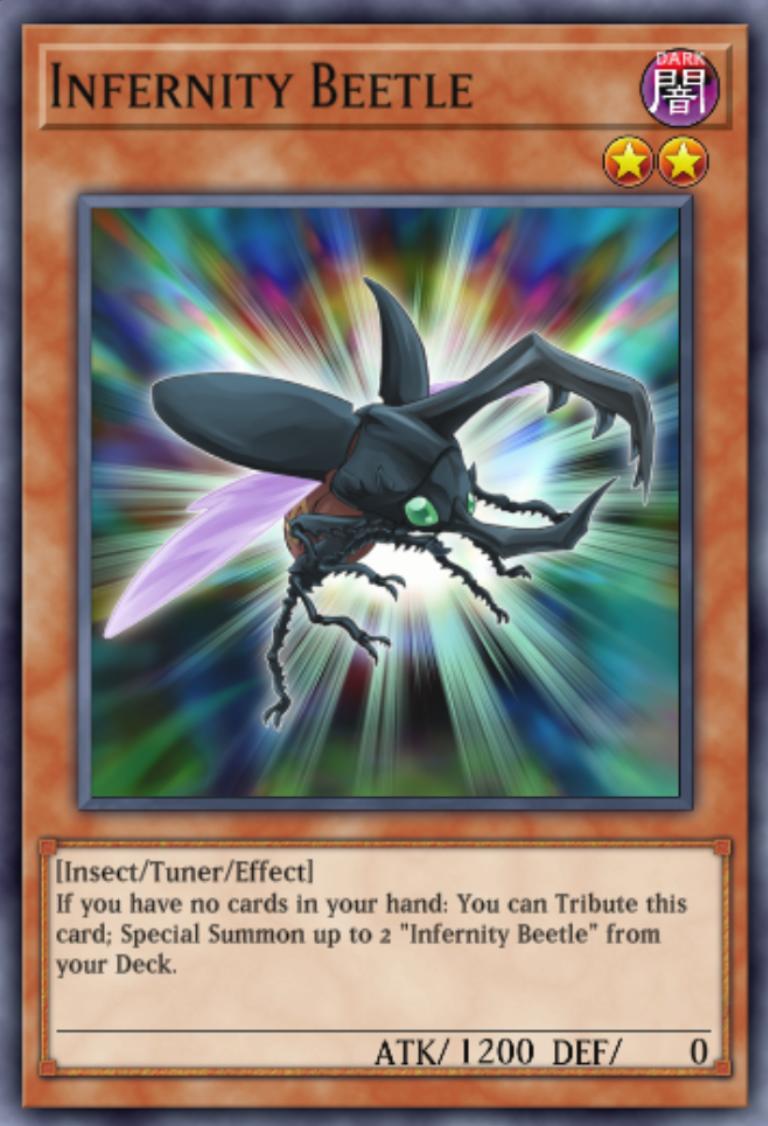 Infernity Beetle
DARK
闇
[Insect/Tuner/Effect]
If you have no cards in your hand: You can Tribute this
card; Special Summon up to 2 "Infernity Beetle" from
your Deck.
ATK/ 1200 DEF/ 0